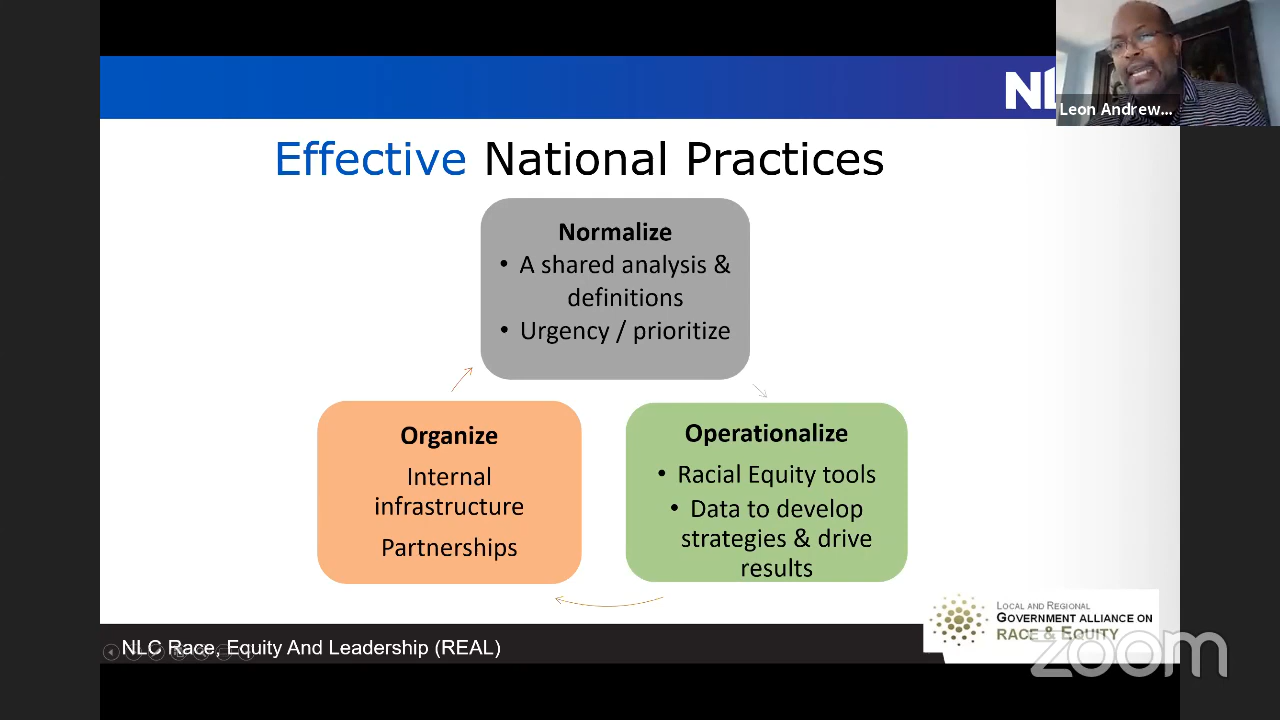 NL
Leon Andrew...
Effective National Practices
Normalize
• A shared analysis &
definitions
• Urgency / prioritize
Organize
Internal
infrastructure
Partnerships
Operationalize
• Racial Equity tools
• Data to develop
strategies & drive
results
LOCAL AND REGIONAL
GOVERNMENT ALLIANCE ON
RACE & EQUITY
NLC Race, Equity And Leadership (REAL)
zoom